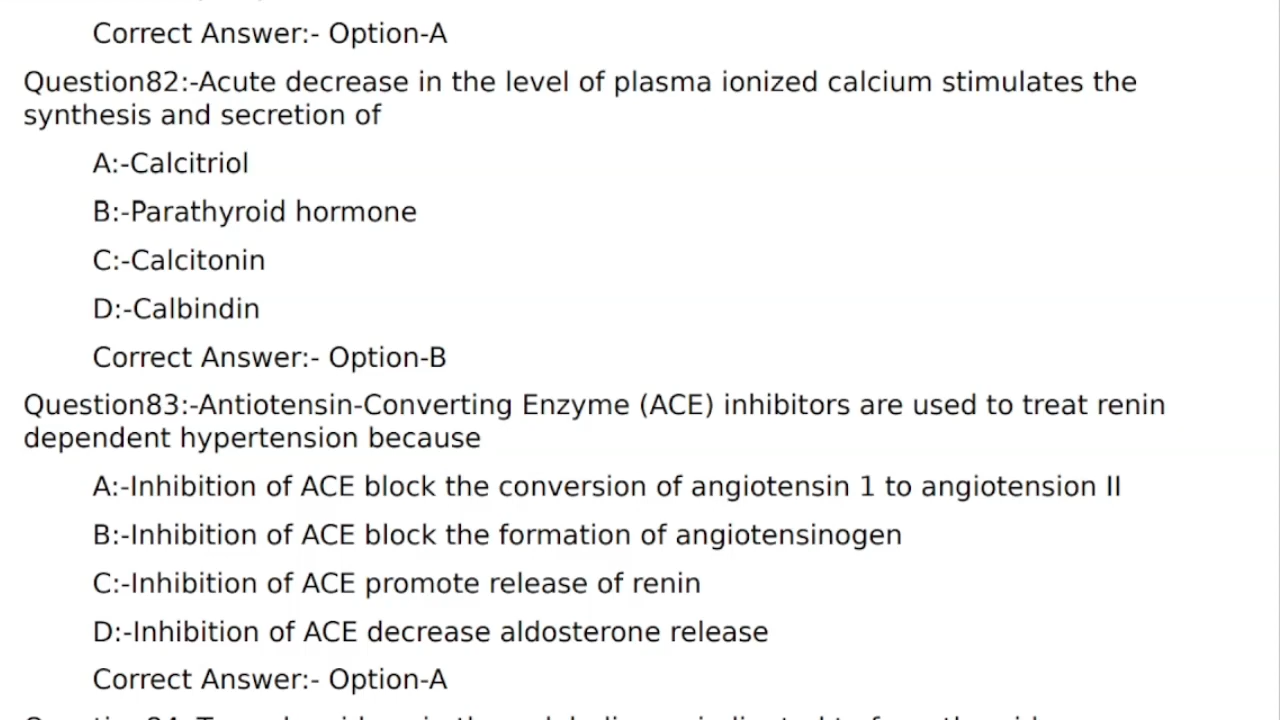 Correct Answer:- Option-A
Question82:-Acute decrease in the level of plasma ionized calcium stimulates the
synthesis and secretion of
A:-Calcitriol
B:-Parathyroid hormone
C:-Calcitonin
D:-Calbindin
Correct Answer:- Option-B
Question83:-Antiotensin-Converting Enzyme (ACE) inhibitors are used to treat renin
dependent hypertension because
A:-Inhibition of ACE block the conversion of angiotensin 1 to angiotension II
B:-Inhibition of ACE block the formation of angiotensinogen
C:-Inhibition of ACE promote release of renin
D:-Inhibition of ACE decrease aldosterone release
Correct Answer:- Option-A